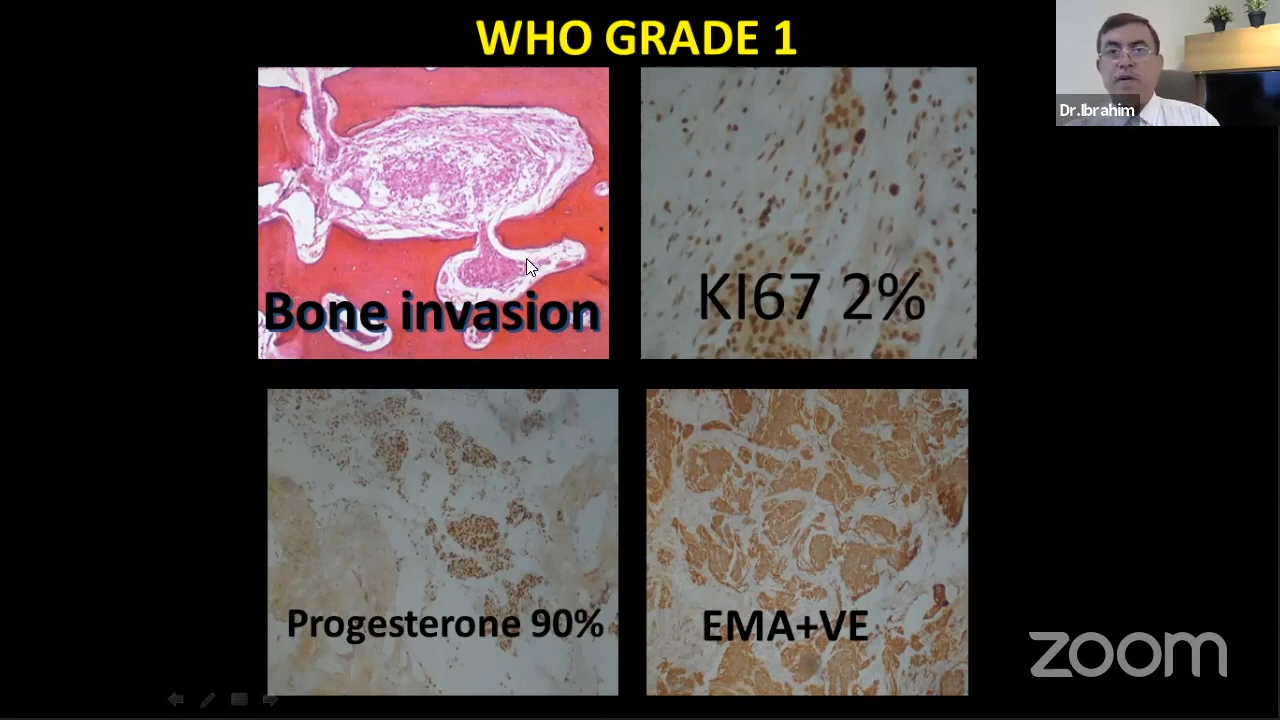 WHO GRADE 1
Dr.Ibrahim
Bone invasion
KI67 2%
Progesterone 90%
EMA+VE
zoom